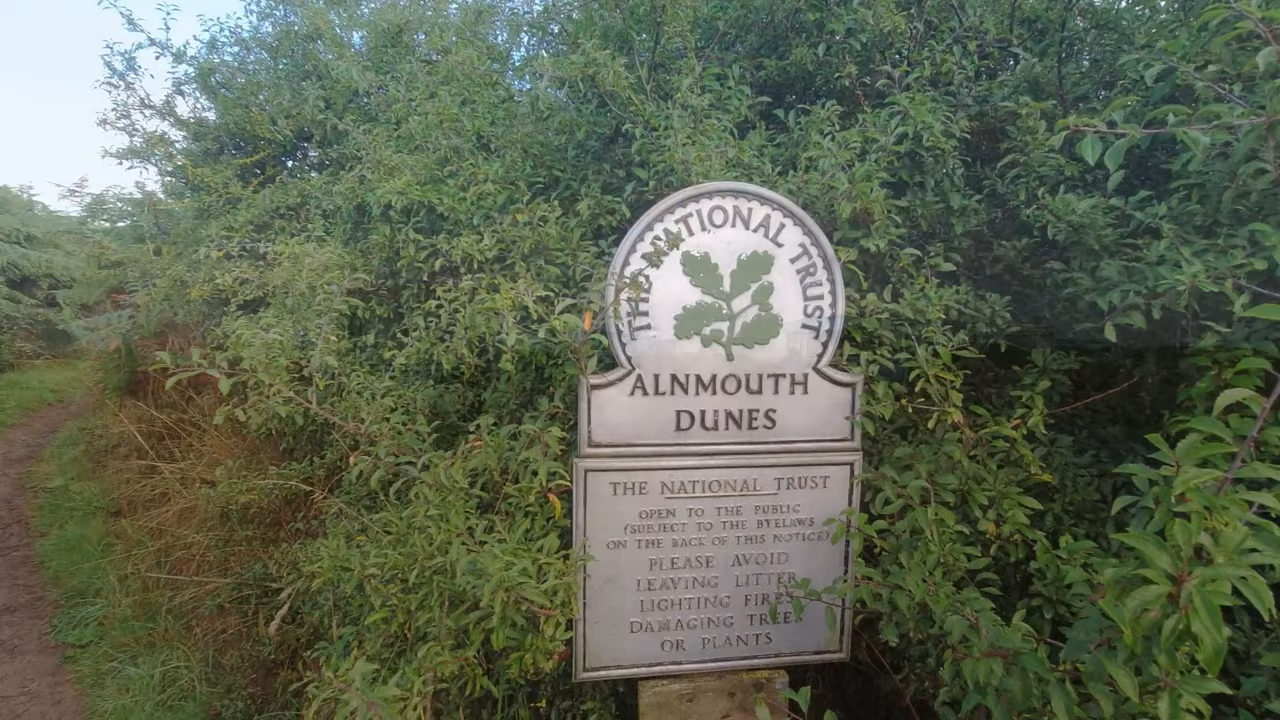 THE NATIONAL TRUST
ALNMOUTH
DUNES
THE NATIONAL TRUST
OPEN TO THE PUBLIC
(SUBJECT TO THE BYELAWS
ON THE BACK OF THIS NOTICE)
PLEASE AVOID
LEAVING LITTER
LIGHTING FIRES
DAMAGING TREES
OR PLANTS